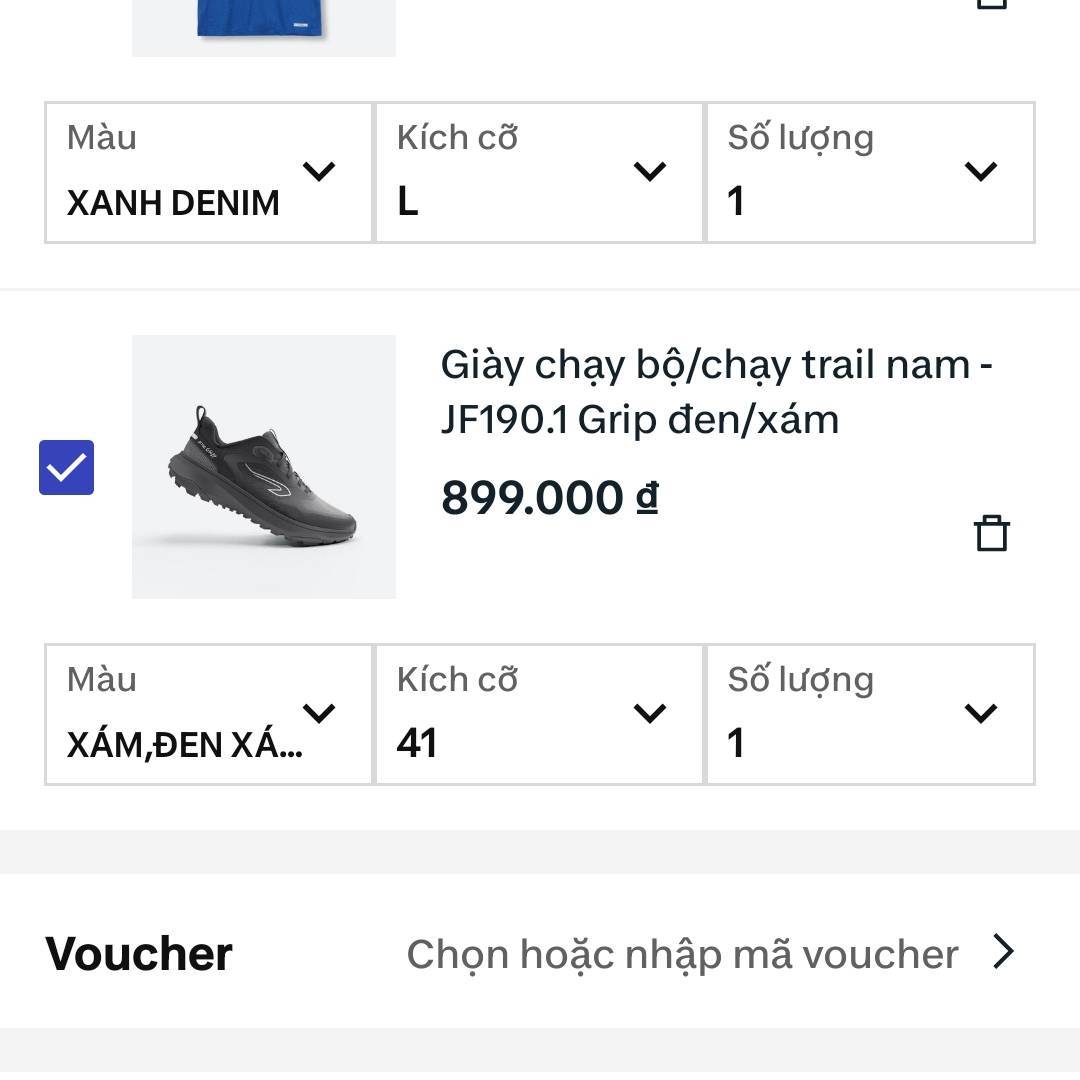 Màu
XANH DENIM
Kích cỡ
L
Số lượng
1
Giày chạy bộ/chạy trail nam -
JF190.1 Grip đen/xám
899.000 ₫
Màu
XÁM,ĐEN XÁ...
Kích cỡ
41
Số lượng
1
Voucher
Chọn hoặc nhập mã voucher